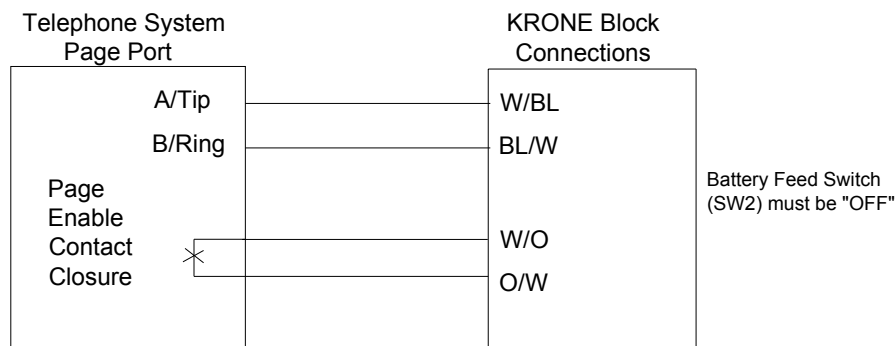 Telephone System
Page Port
KRONE Block
Connections
A/Tip
B/Ring
Page
Enable
Contact
Closure
W/BL
BL/W
W/O
O/W
Battery Feed Switch
(SW2) must be "OFF"